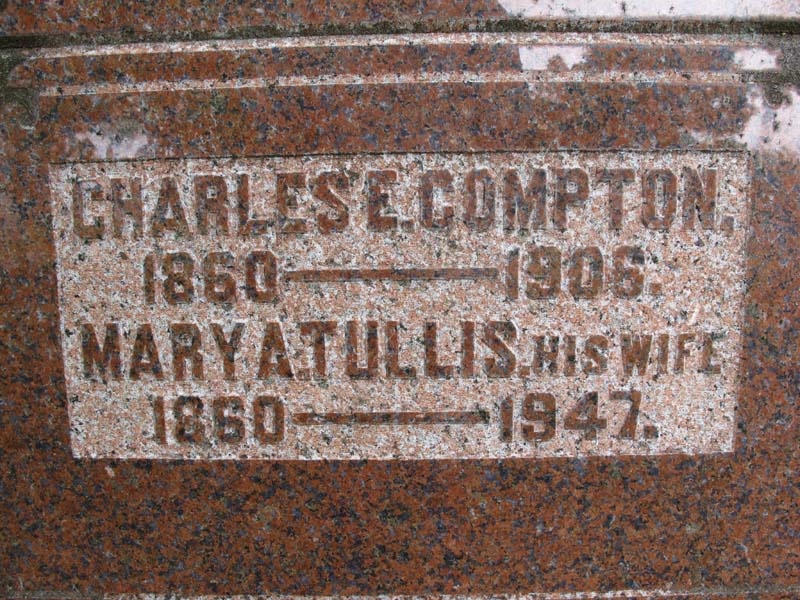 CHARLES E. COMPTON.
1860 — 1906.
MARY A. TULLIS. HIS WIFE
1860 — 1947.